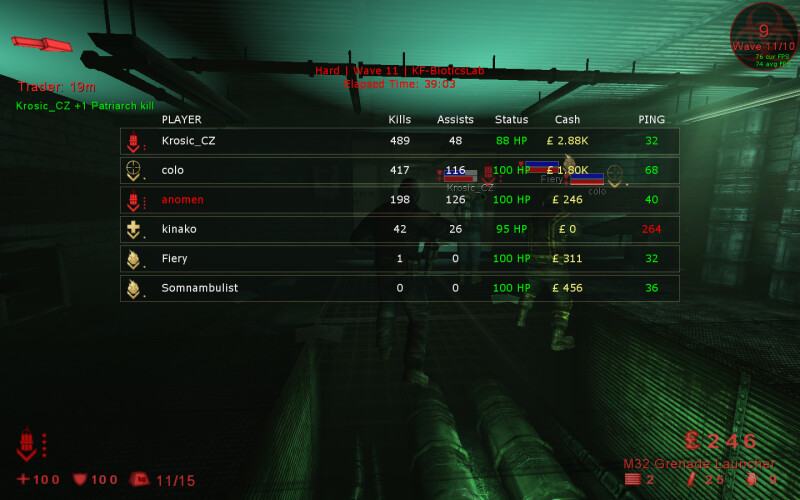 9
Wave 11/10
76 cur FPS
74 avg FPS
Hard | Wave 11 | KF-BioticsLab
Elapsed Time: 39:03
Trader: 19m
Krosic_CZ +1 Patriarch kill
PLAYER Kills Assists Status Cash PING
Krosic_CZ 489 48 88 HP £ 2.88K 32
colo 417 116 100 HP £ 1.80K 68
Krosic_CZ Fiery colo
anomen 198 126 100 HP £ 246 40
kinako 42 26 95 HP £ 0 264
Fiery 1 0 100 HP £ 311 32
Somnambulist 0 0 100 HP £ 456 36
£ 246
M32 Grenade Launcher
100 100 11/15 2 25 9